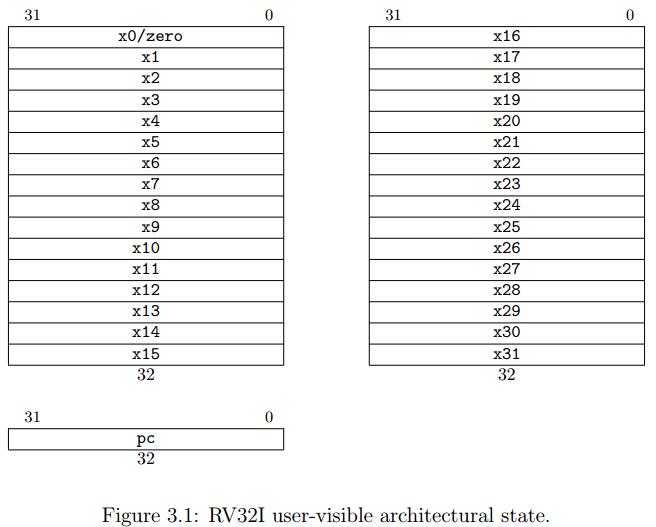 31 0
x0/zero
x1
x2
x3
x4
x5
x6
x7
x8
x9
x10
x11
x12
x13
x14
x15
32
31 0
x16
x17
x18
x19
x20
x21
x22
x23
x24
x25
x26
x27
x28
x29
x30
x31
32
31 0
pc
32
Figure 3.1: RV32I user-visible architectural state.